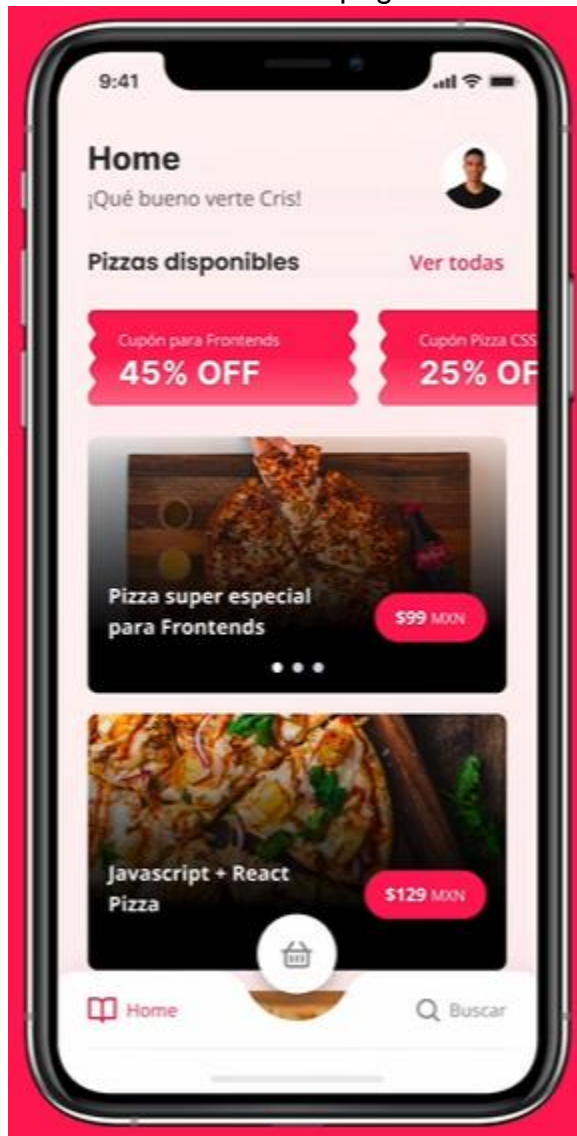 9:41
Home
¡Qué bueno verte Cris!
Pizzas disponibles
Ver todas
Cupón para Frontends
45% OFF
Cupón Pizza CSS
25% OF
Pizza super especial
para Frontends
$99 MXN
Javascript + React
Pizza
$129 MXN
Home
Buscar